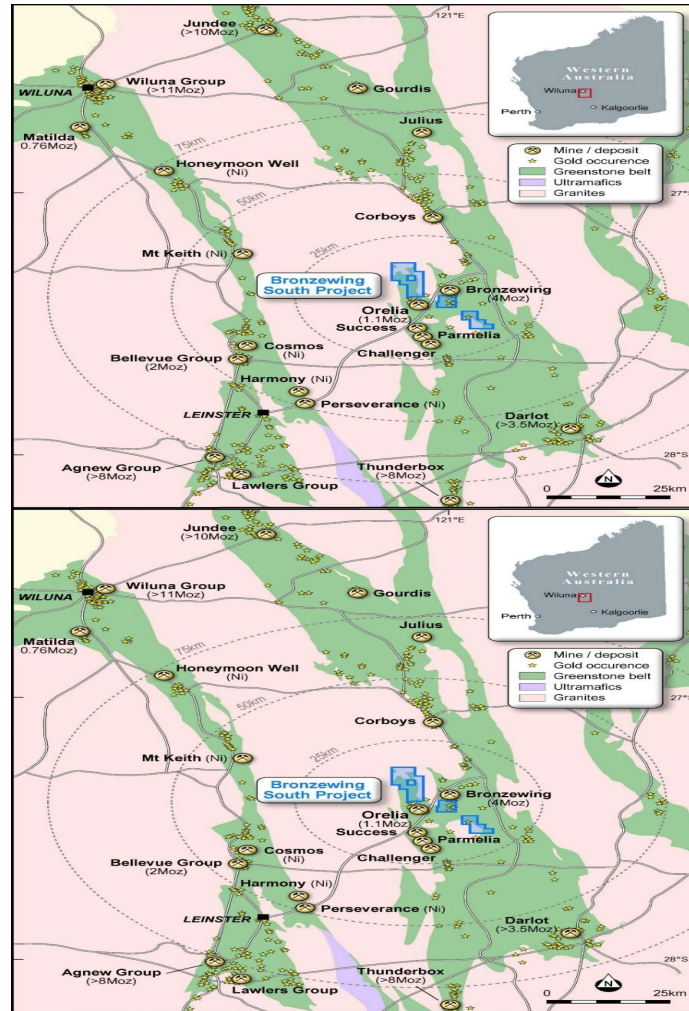 Jundee
(>10Moz)
121°E
Wiluna Group
(>11Moz)
WILUNA
Gourdis
Matilda
0.76Moz)
Julius
75km
Honeymoon Well
(Ni)
50km
Corboys
27°
Mt Keith (Ni)
25km
Bronzewing
South Project
Bronzewing
(4Moz)
Orelia
(1.1Moz)
Success
Parmelia
Challenger
Cosmos
(Ni)
Bellevue Group
(2Moz)
Harmony (Ni)
Perseverance (Ni)
LEINSTER
Darlot
(>3.5Moz)
28°S
Agnew Group
(>8Moz)
Lawlers Group
Thunderbox
(>8Moz)
N
0 25km
Western
Australia
Wiluna
Perth
Kalgoorlie
Mine / deposit
Gold occurence
Greenstone belt
Ultramafics
Granites
Jundee
(>10Moz)
121°E
Wiluna Group
(>11Moz)
WILUNA
Gourdis
Matilda
0.76Moz)
Julius
75km
Honeymoon Well
(Ni)
50km
Corboys
27°
Mt Keith (Ni)
25km
Bronzewing
South Project
Bronzewing
(4Moz)
Orelia
(1.1Moz)
Success
Parmelia
Challenger
Cosmos
(Ni)
Bellevue Group
(2Moz)
Harmony (Ni)
Perseverance (Ni)
LEINSTER
Darlot
(>3.5Moz)
28°S
Agnew Group
(>8Moz)
Lawlers Group
Thunderbox
(>8Moz)
N
0 25km
Western
Australia
Wiluna
Perth
Kalgoorlie
Mine / deposit
Gold occurence
Greenstone belt
Ultramafics
Granites